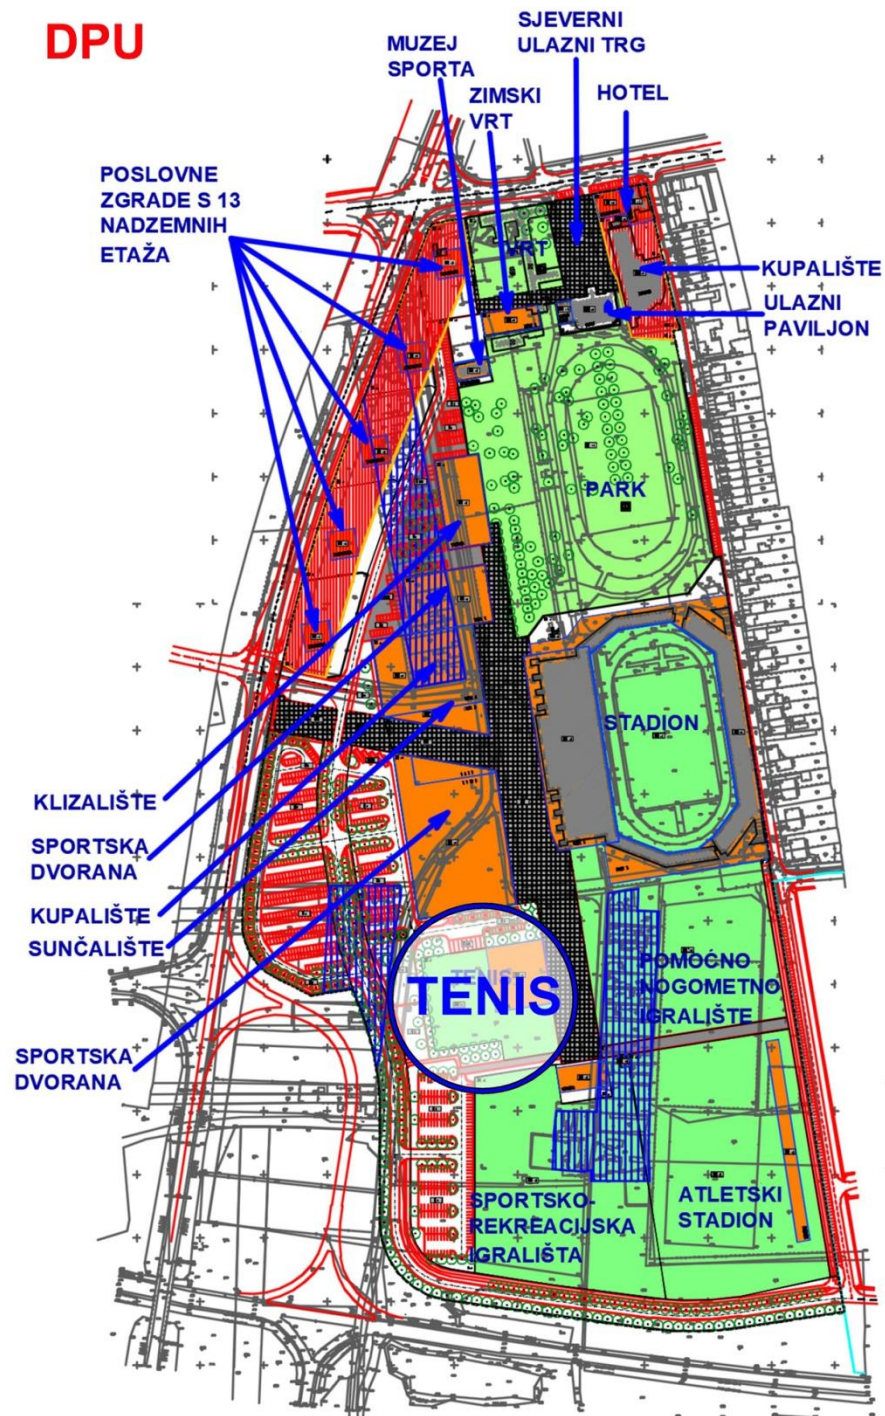 DPU
SJEVERNI
ULAZNI TRG
MUZEJ
SPORTA
ZIMSKI
VRT
HOTEL
POSLOVNE
ZGRADE S 13
NADZEMNIH
ETAŽA
VRT
KUPALIŠTE
ULAZNI
PAVILJON
PARK
STADION
KLIZALIŠTE
SPORTSKA
DVORANA
KUPALIŠTE
SUNČALIŠTE
SPORTSKA
DVORANA
TENIS
TENIS
POMOĆNO
NOGOMETNO
IGRALIŠTE
SPORTSKO-
REKREACIJSKA
IGRALIŠTA
ATLETSKI
STADION